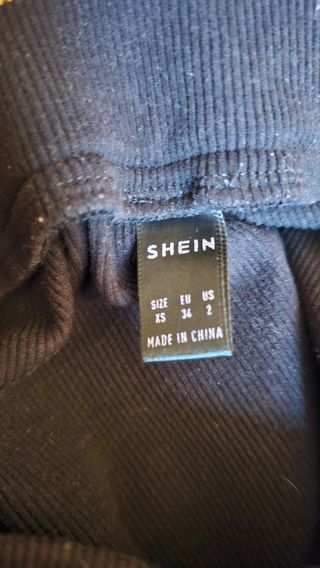 SHEIN
SIZE EU US
XS 34 2
MADE IN CHINA